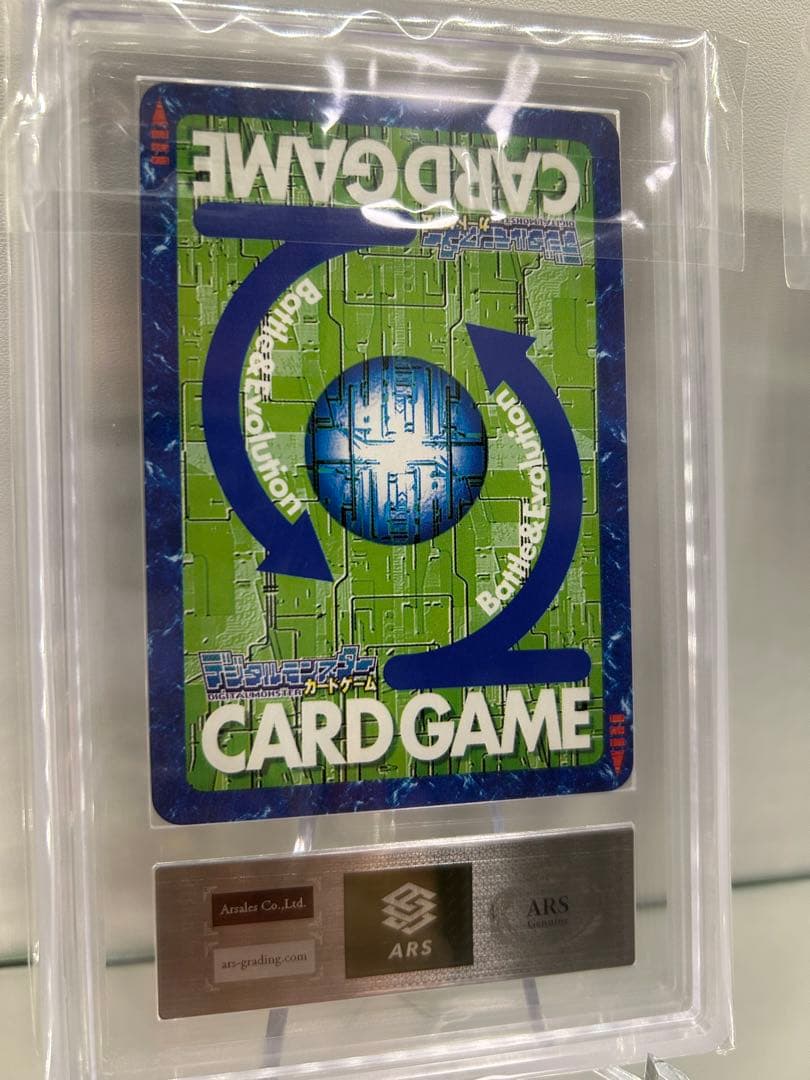 CARD GAME
デジタルモンスター
DIGITAL MONSTER カードゲーム
Battle&Evolution
Battle&Evolution
デジタルモンスター
DIGITAL MONSTER カードゲーム
CARD GAME
Arsales Co.,Ltd.
ars-grading.com
ARS
ARS
Genuine